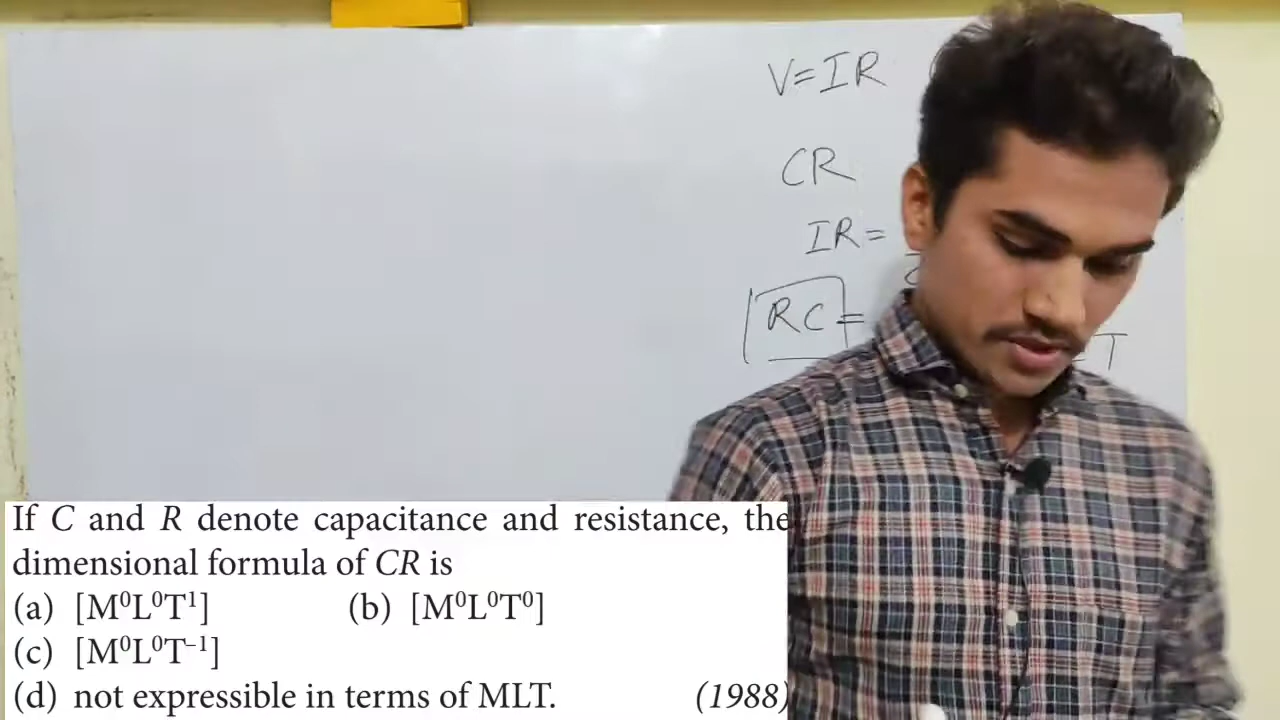 V=IR
CR
IR=
RC=
T
If C and R denote capacitance and resistance, the
dimensional formula of CR is
(a) [M⁰L⁰T¹] (b) [M⁰L⁰T⁰]
(c) [M⁰L⁰T⁻¹]
(d) not expressible in terms of MLT. (1988)